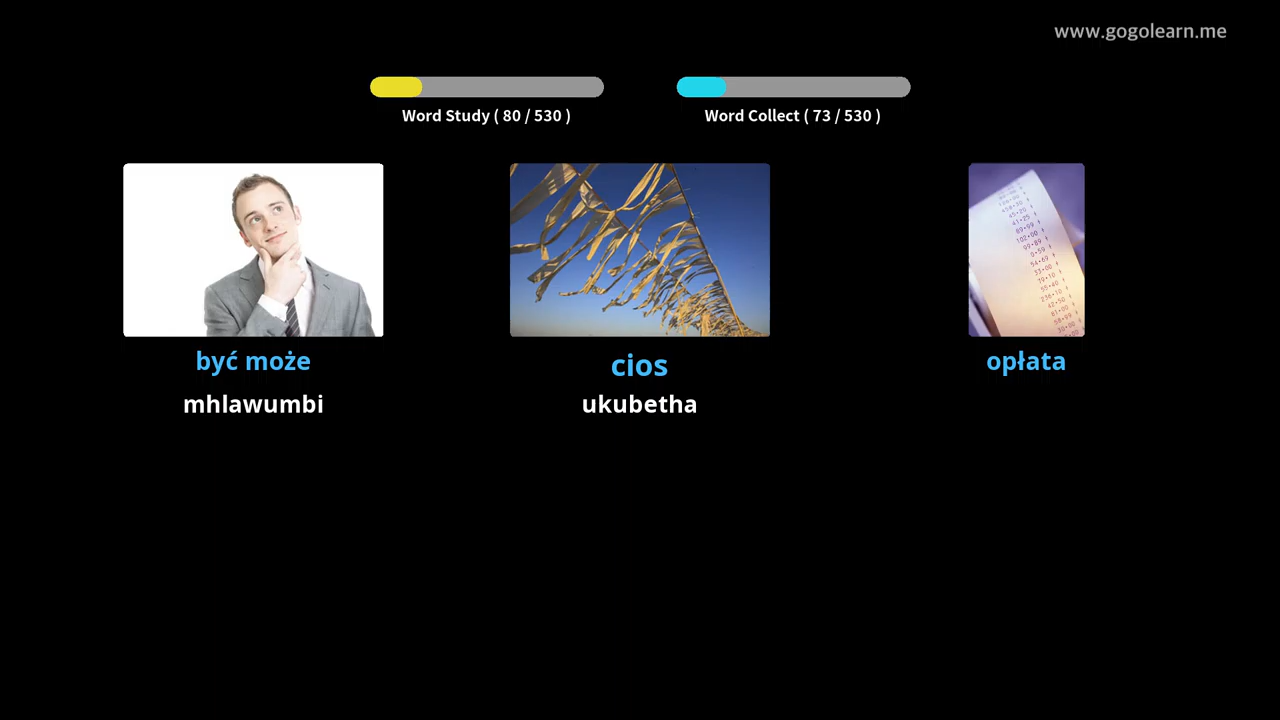 www.gogolearn.me
Word Study ( 80 / 530 )
Word Collect ( 73 / 530 )
być może
cios
opłata
mhlawumbi
ukubetha